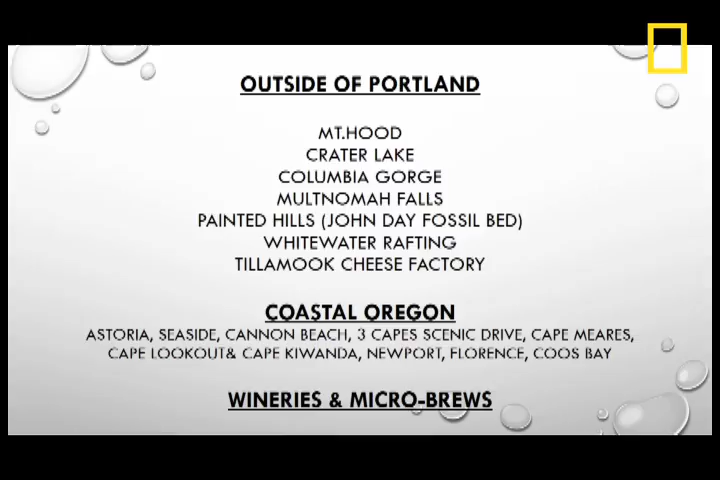 OUTSIDE OF PORTLAND
MT.HOOD
CRATER LAKE
COLUMBIA GORGE
MULTNOMAH FALLS
PAINTED HILLS (JOHN DAY FOSSIL BED)
WHITEWATER RAFTING
TILLAMOOK CHEESE FACTORY
COASTAL OREGON
ASTORIA, SEASIDE, CANNON BEACH, 3 CAPES SCENIC DRIVE, CAPE MEARES,
CAPE LOOKOUT& CAPE KIWANDA, NEWPORT, FLORENCE, COOS BAY
WINERIES & MICRO-BREWS